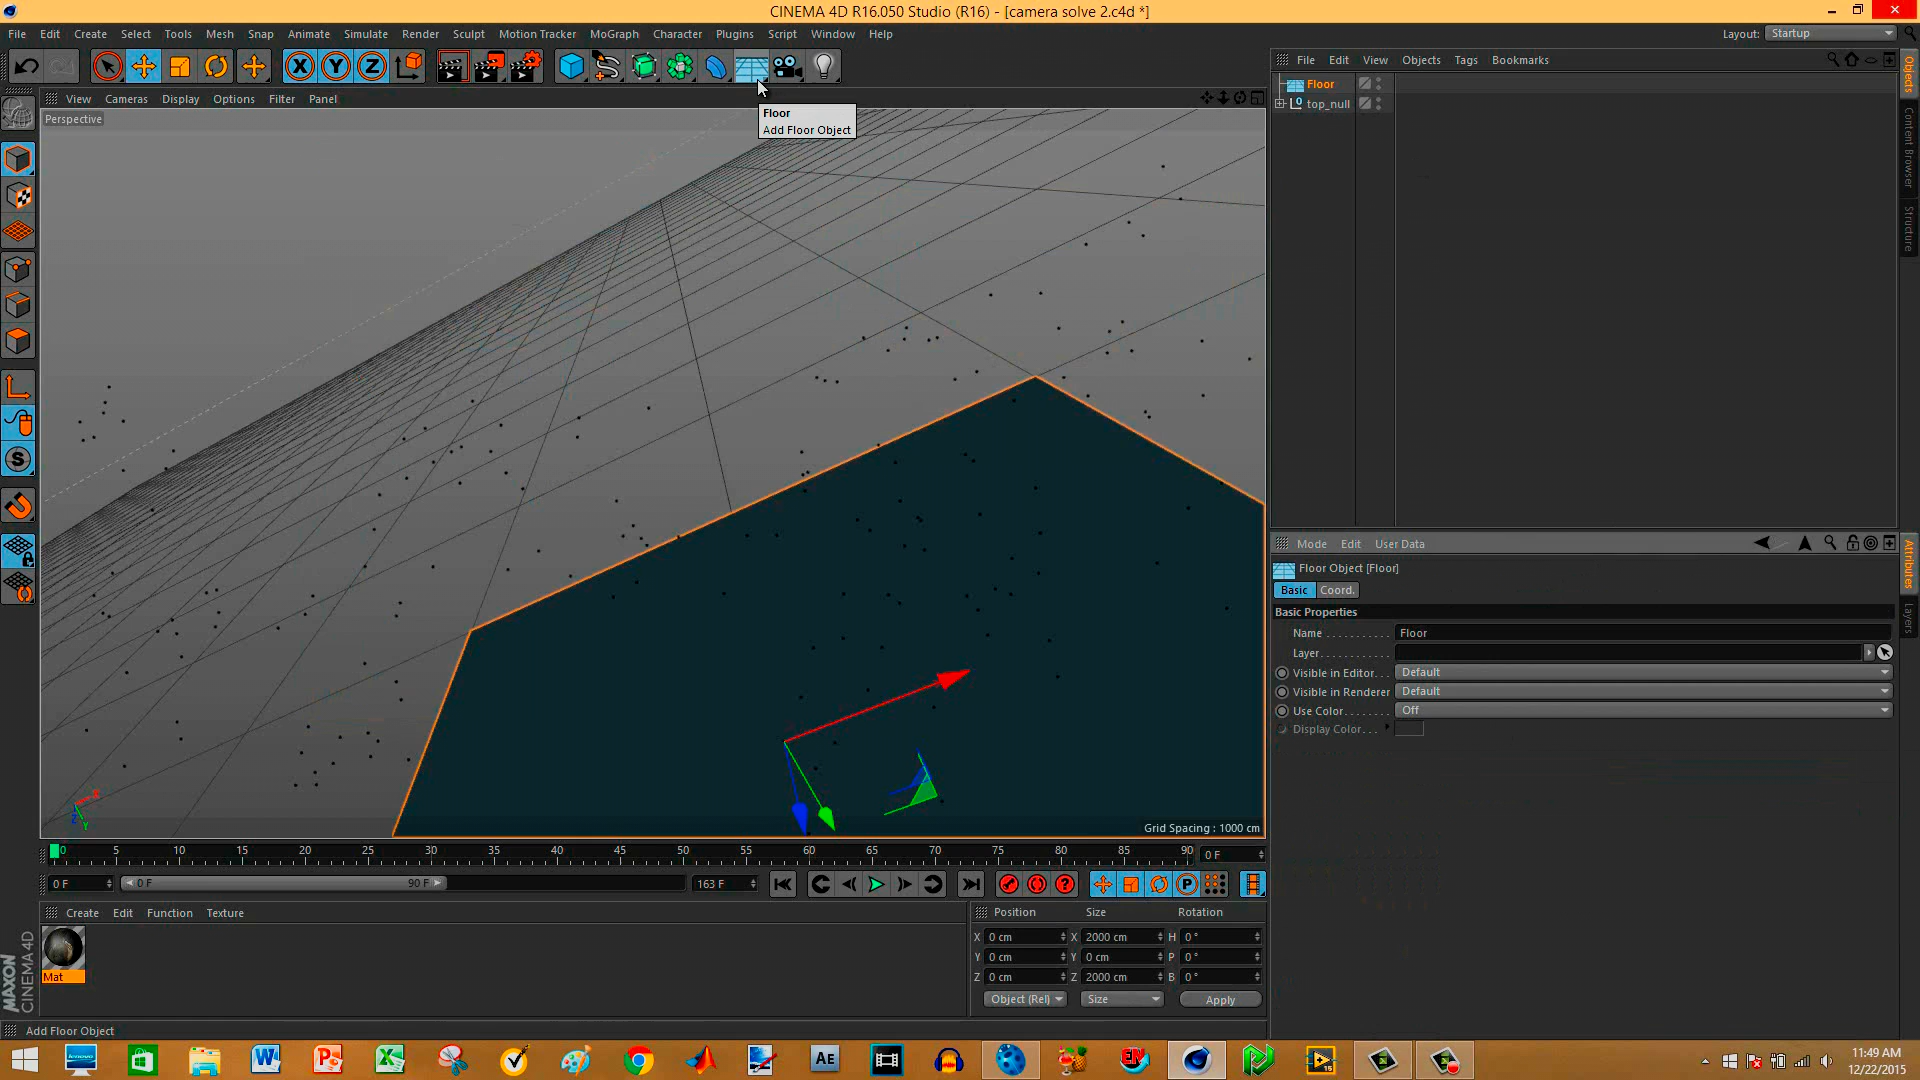 CINEMA 4D R16.050 Studio (R16) - [camera solve 2.c4d *]
File Edit Create Select Tools Mesh Snap Animate Simulate Render Sculpt Motion Tracker MoGraph Character Plugins Script Window Help
Layout: Startup
File Edit View Objects Tags Bookmarks
View Cameras Display Options Filter Panel
Perspective
Floor
Add Floor Object
Floor
top_null
Objects
Content Browser
Structure
Mode Edit User Data
Floor Object [Floor]
Basic Coord.
Basic Properties
Name Floor
Layer
Visible in Editor Default
Visible in Renderer Default
Use Color Off
Display Color
Attributes
Layers
Grid Spacing : 1000 cm
0 5 10 15 20 25 30 35 40 45 50 55 60 65 70 75 80 85 90
0 F
0 F 0 F 90 F 163 F
Create Edit Function Texture
Mat
Position Size Rotation
X 0 cm X 2000 cm H 0 °
Y 0 cm Y 0 cm P 0 °
Z 0 cm Z 2000 cm B 0 °
Object (Rel) Size Apply
MAXON
CINEMA 4D
Add Floor Object
11:49 AM
12/22/2015